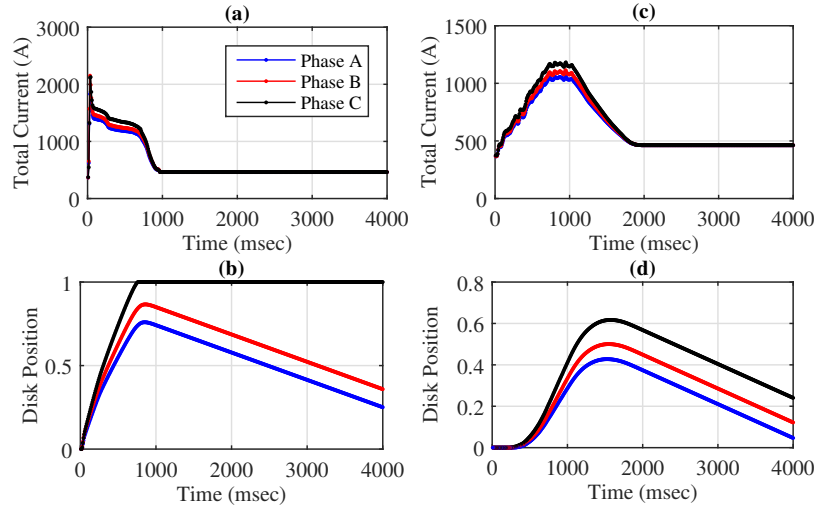 (a)
3000
2000
1000
0
Total Current (A)
0 1000 2000 3000 4000
Time (msec)
Phase A
Phase B
Phase C
(c)
1500
1000
500
0
Total Current (A)
0 1000 2000 3000 4000
Time (msec)
(b)
1
0.5
0
Disk Position
0 1000 2000 3000 4000
Time (msec)
(d)
0.8
0.6
0.4
0.2
0
Disk Position
0 1000 2000 3000 4000
Time (msec)